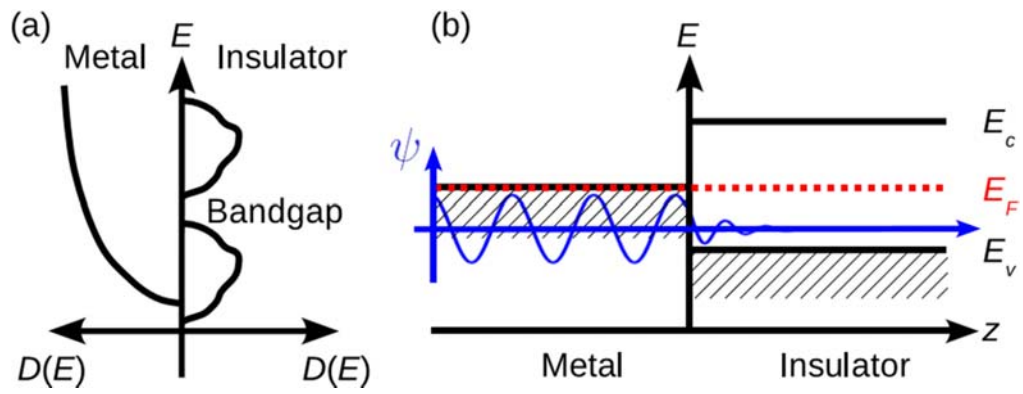 (a)
E
Metal
Insulator
Bandgap
D(E)
D(E)
(b)
E
ψ
E_c
E_F
E_v
z
Metal
Insulator